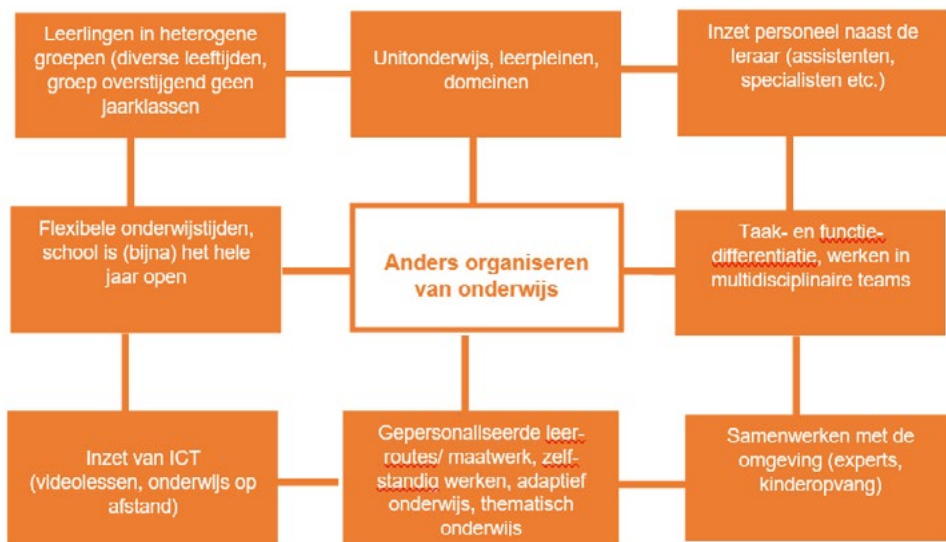 Leerlingen in heterogene
groepen (diverse leeftijden,
groep overstijgend geen
jaarklassen
Unitonderwijs, leerpleinen,
domeinen
Inzet personeel naast de
leraar (assistenten,
specialisten etc.)
Flexibele onderwijstijden,
school is (bijna) het hele
jaar open
Anders organiseren
van onderwijs
Taak- en functie-
differentiatie, werken in
multidisciplinaire teams
Inzet van ICT
(videolessen, onderwijs op
afstand)
Gepersonaliseerde leer-
routes/ maatwerk, zelf-
standig werken, adaptief
onderwijs, thematisch
onderwijs
Samenwerken met de
omgeving (experts,
kinderopvang)